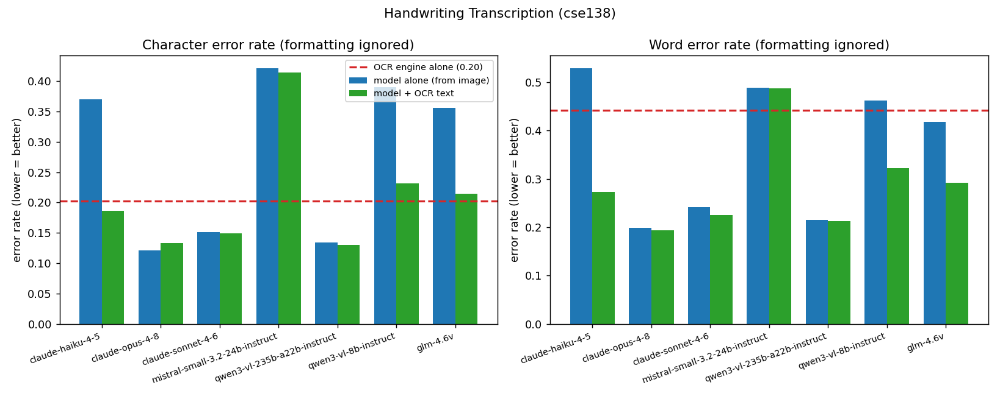 Handwriting Transcription (cse138)
Character error rate (formatting ignored)
error rate (lower = better)
0.40
0.35
0.30
0.25
0.20
0.15
0.10
0.05
0.00
OCR engine alone (0.20)
model alone (from image)
model + OCR text
claude-haiku-4-5
claude-opus-4-8
claude-sonnet-4-6
mistral-small-3.2-24b-instruct
qwen3-vl-235b-a22b-instruct
qwen3-vl-8b-instruct
glm-4.6v
Word error rate (formatting ignored)
error rate (lower = better)
0.5
0.4
0.3
0.2
0.1
0.0
claude-haiku-4-5
claude-opus-4-8
claude-sonnet-4-6
mistral-small-3.2-24b-instruct
qwen3-vl-235b-a22b-instruct
qwen3-vl-8b-instruct
glm-4.6v